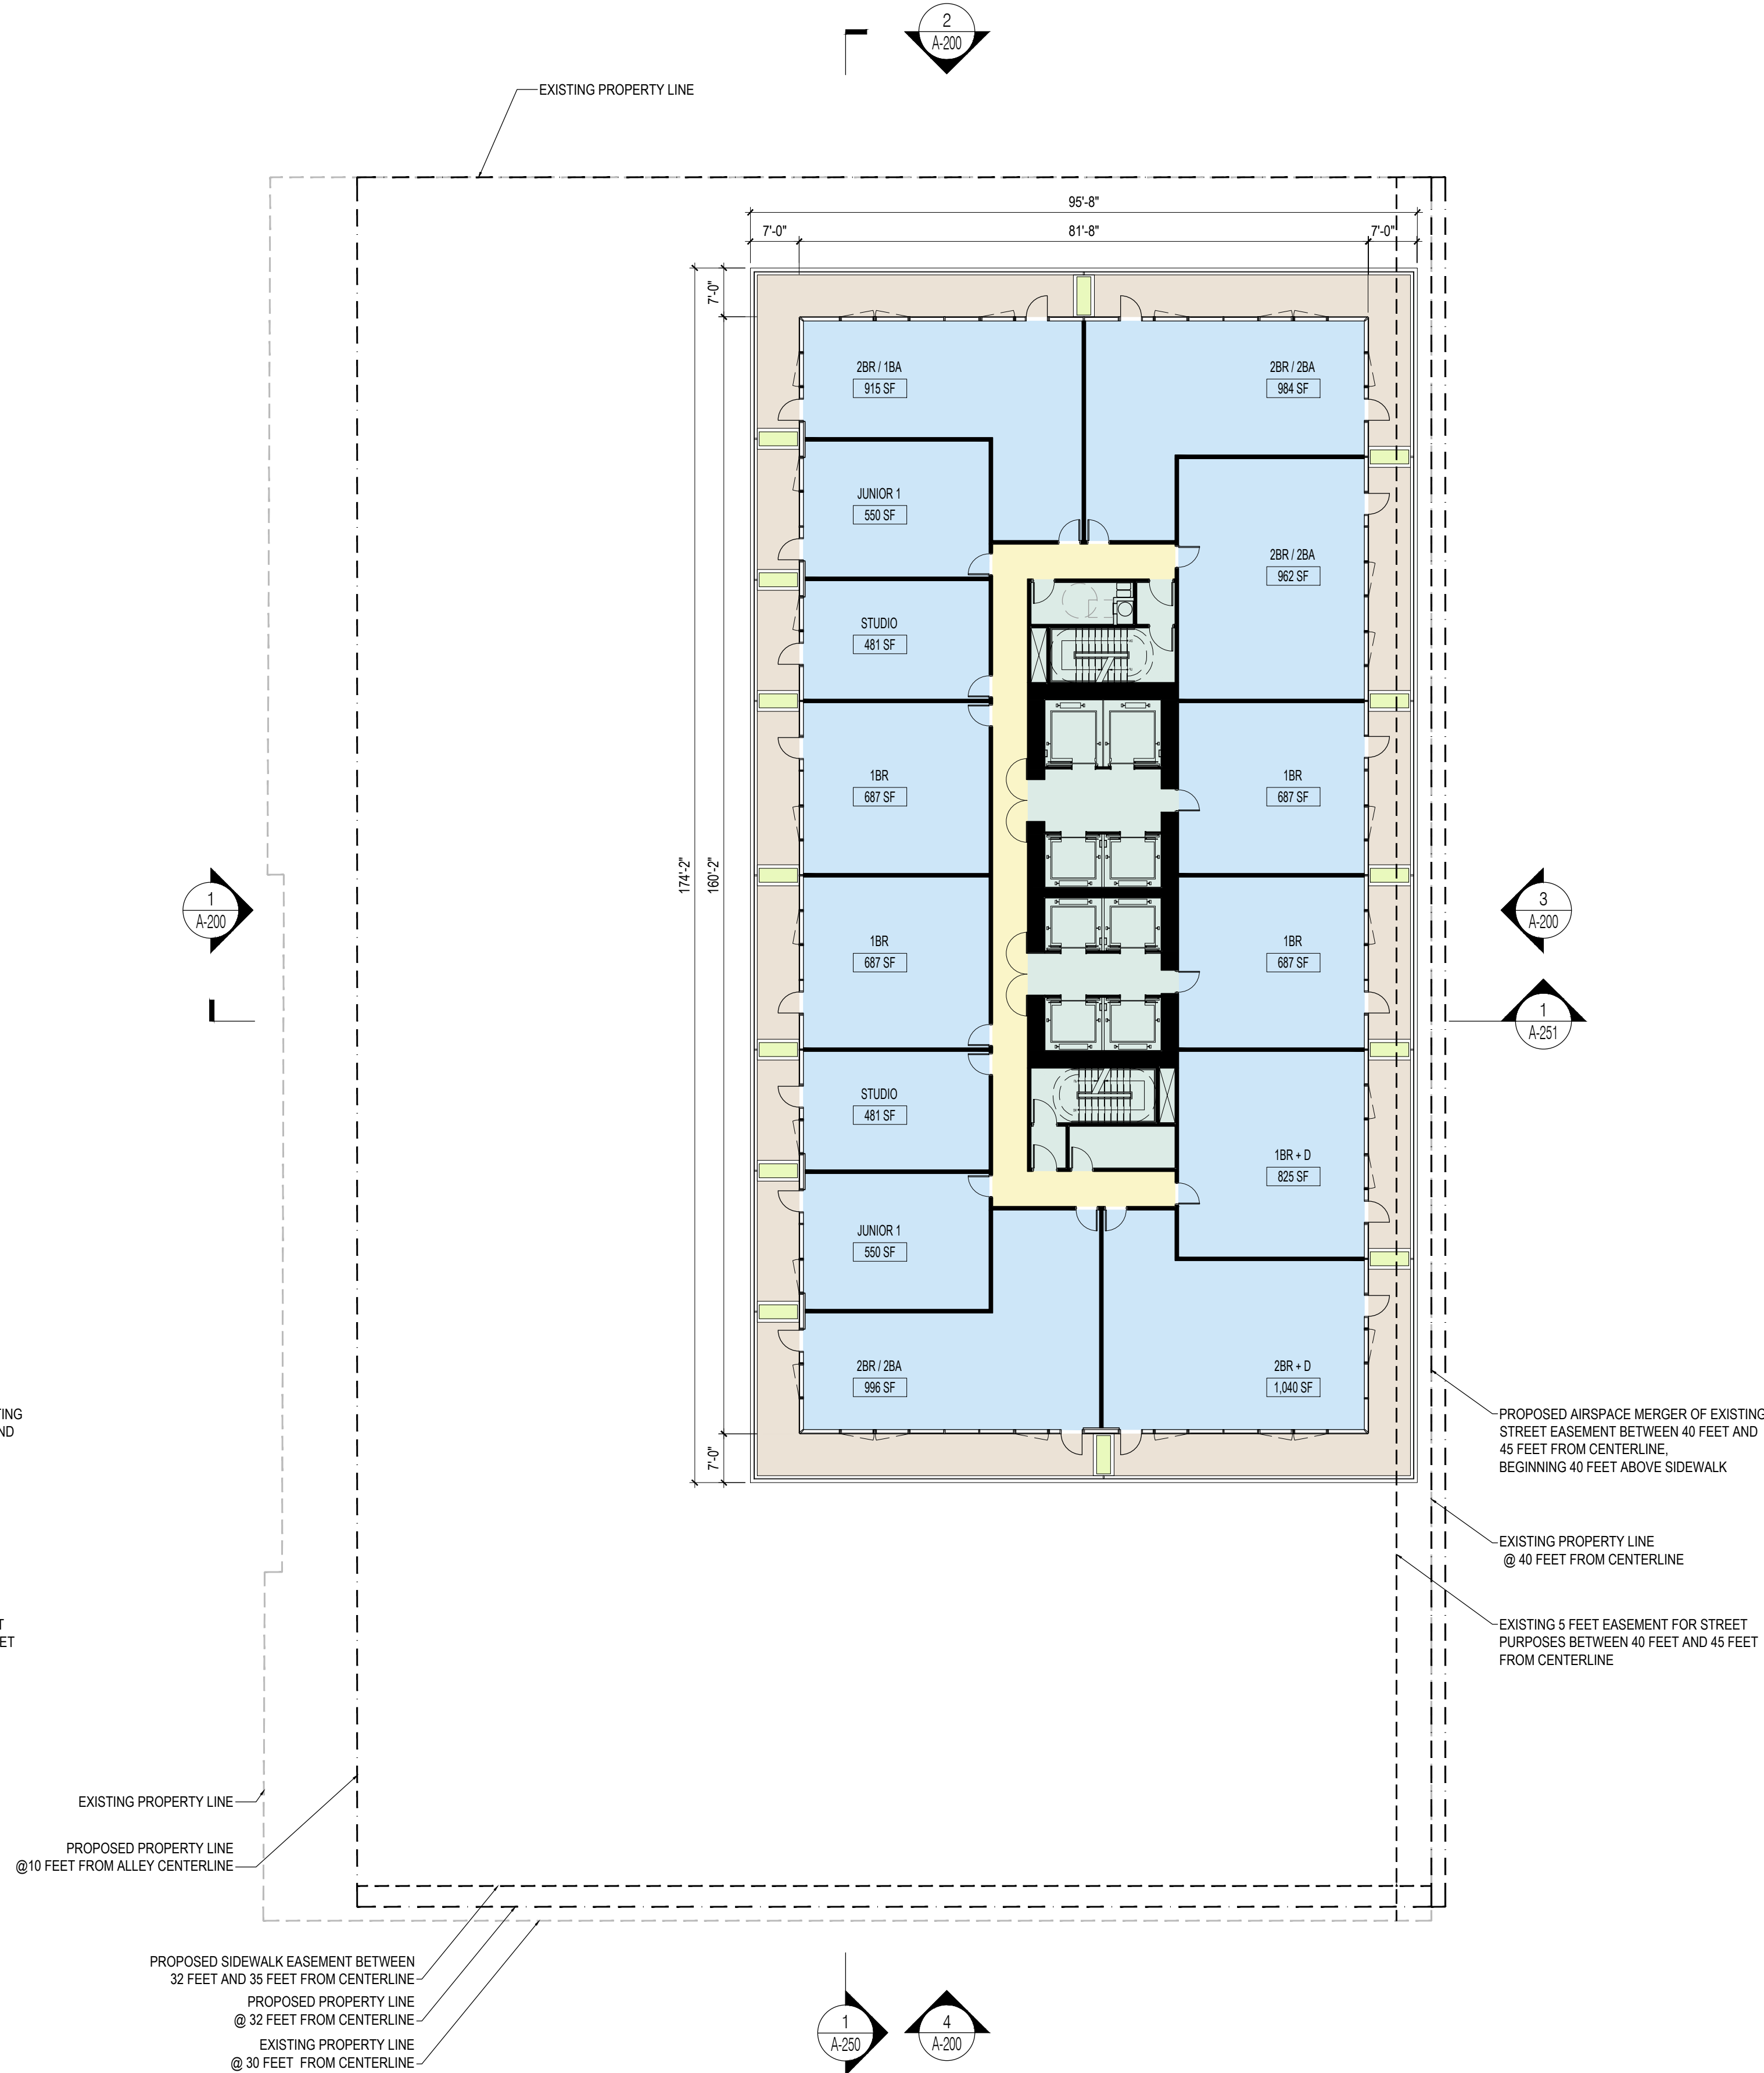 2
A-200
EXISTING PROPERTY LINE
95'-8"
7'-0"
81'-8"
7'-0"
7'-0"
174'-2"
160'-2"
7'-0"
2BR / 1BA
915 SF
2BR / 2BA
984 SF
JUNIOR 1
550 SF
2BR / 2BA
962 SF
STUDIO
481 SF
1BR
687 SF
1BR
687 SF
1
A-200
3
A-200
1BR
687 SF
1BR
687 SF
1
A-251
STUDIO
481 SF
1BR + D
825 SF
JUNIOR 1
550 SF
2BR / 2BA
996 SF
2BR + D
1,040 SF
PROPOSED AIRSPACE MERGER OF EXISTING
STREET EASEMENT BETWEEN 40 FEET AND
45 FEET FROM CENTERLINE,
BEGINNING 40 FEET ABOVE SIDEWALK
EXISTING PROPERTY LINE
@ 40 FEET FROM CENTERLINE
EXISTING 5 FEET EASEMENT FOR STREET
PURPOSES BETWEEN 40 FEET AND 45 FEET
FROM CENTERLINE
EXISTING PROPERTY LINE
PROPOSED PROPERTY LINE
@10 FEET FROM ALLEY CENTERLINE
PROPOSED SIDEWALK EASEMENT BETWEEN
32 FEET AND 35 FEET FROM CENTERLINE
PROPOSED PROPERTY LINE
@ 32 FEET FROM CENTERLINE
EXISTING PROPERTY LINE
@ 30 FEET FROM CENTERLINE
1
A-250
4
A-200